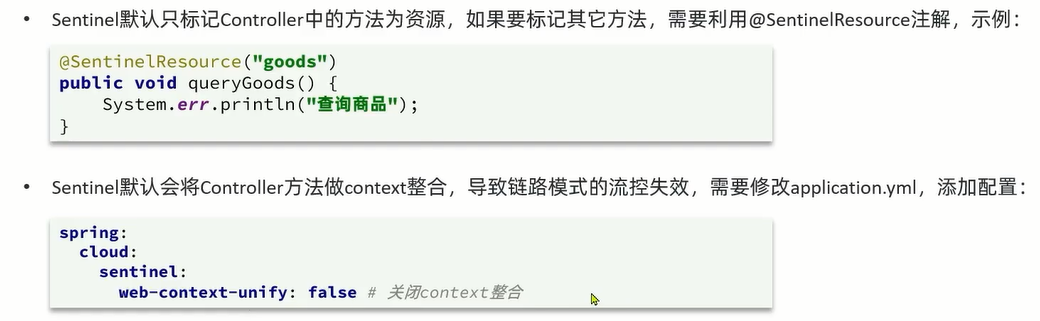 • Sentinel默认只标记Controller中的方法为资源，如果要标记其它方法，需要利用@SentinelResource注解，示例：
@SentinelResource("goods")
public void queryGoods() {
    System.err.println("查询商品");
}
• Sentinel默认会将Controller方法做context整合，导致链路模式的流控失效，需要修改application.yml，添加配置：
spring:
  cloud:
    sentinel:
      web-context-unify: false # 关闭context整合